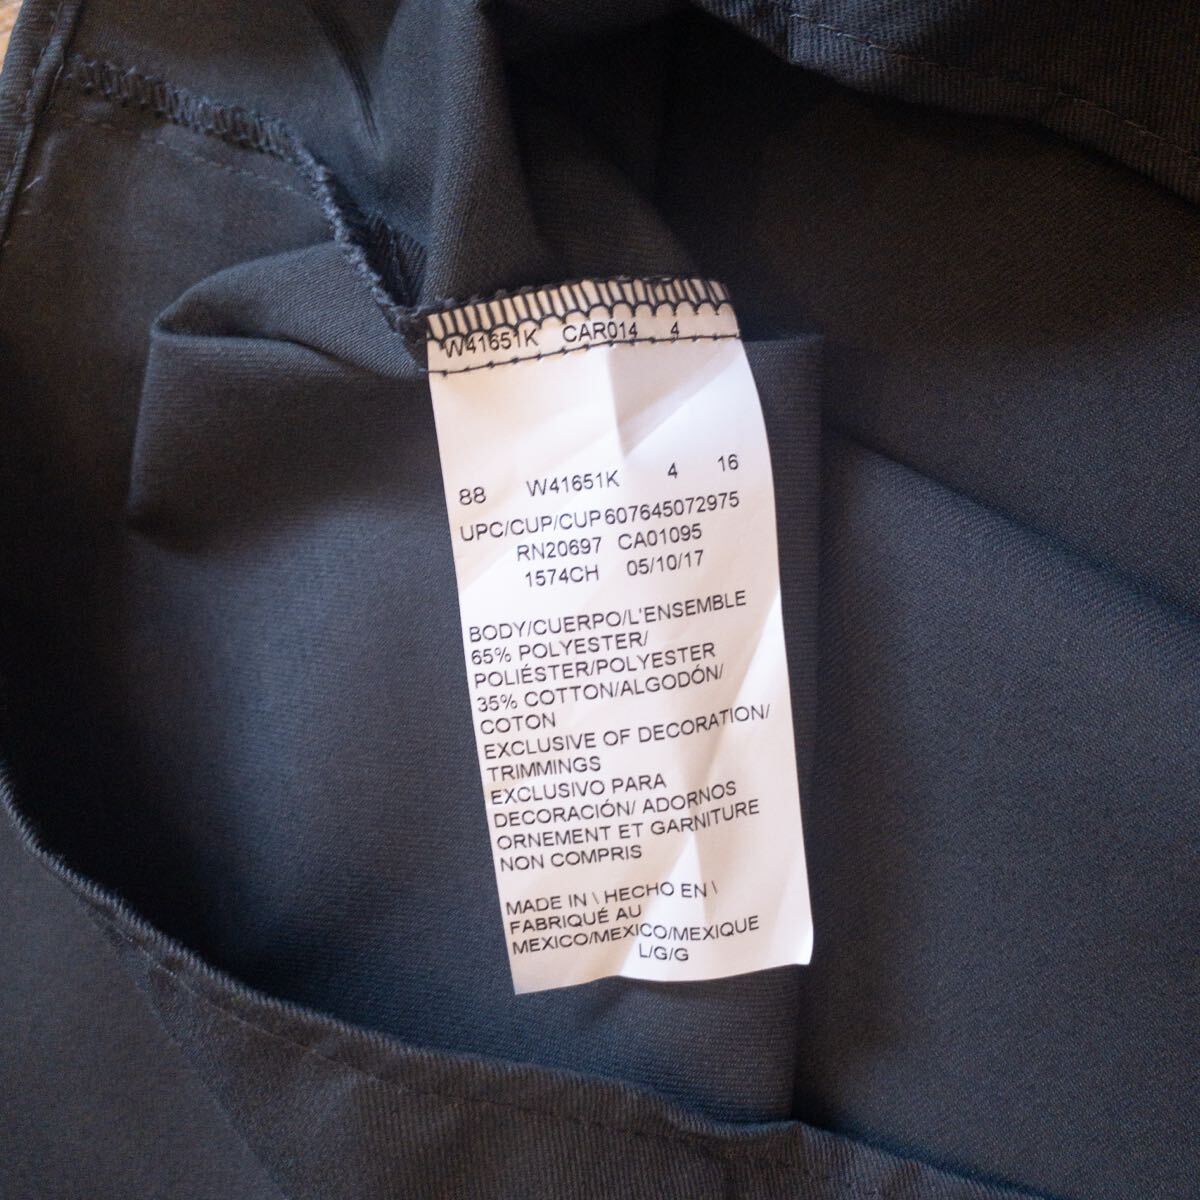 W41651K CAR014 4
88 W41651K 4 16
UPC/CUP/CUP607645072975
RN20697 CA01095
1574CH 05/10/17
BODY/CUERPO/L'ENSEMBLE
65% POLYESTER/
POLIÉSTER/POLYESTER
35% COTTON/ALGODÓN/
COTON
EXCLUSIVE OF DECORATION/
TRIMMINGS
EXCLUSIVO PARA
DECORACIÓN/ ADORNOS
ORNEMENT ET GARNITURE
NON COMPRIS
MADE IN \ HECHO EN \
FABRIQUÉ AU
MEXICO/MEXICO/MEXIQUE
L/G/G